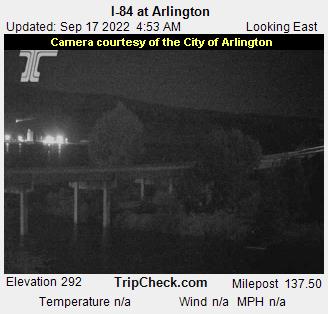 I-84 at Arlington
Updated: Sep 17 2022 4:53 AM Looking East
Camera courtesy of the City of Arlington
Elevation 292 TripCheck.com Milepost 137.50
Temperature n/a Wind n/a MPH n/a